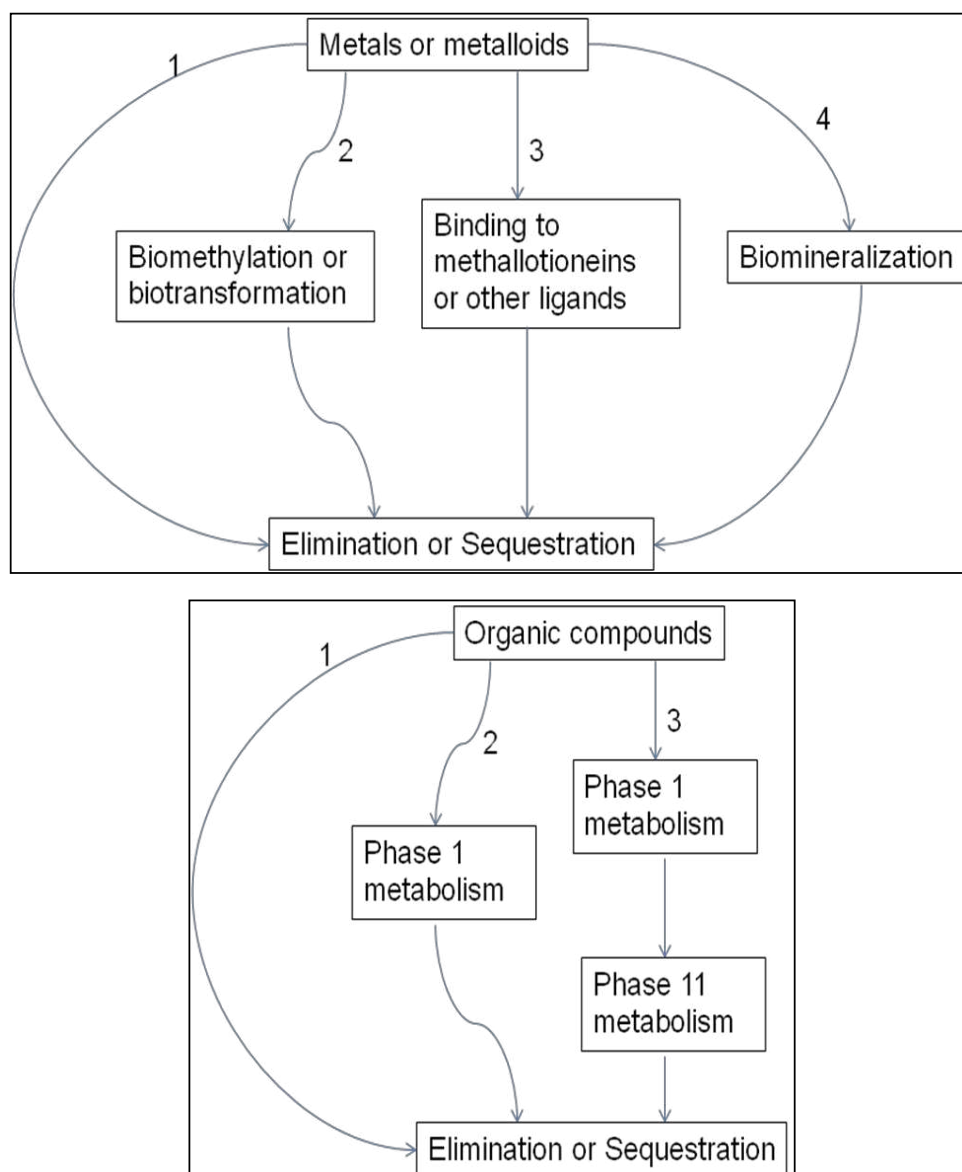 Metals or metalloids
1
2
3
4
Biomethylation or
biotransformation
Binding to
methallotioneins
or other ligands
Biomineralization
Elimination or Sequestration
Organic compounds
1
2
3
Phase 1
metabolism
Phase 1
metabolism
Phase 11
metabolism
Elimination or Sequestration